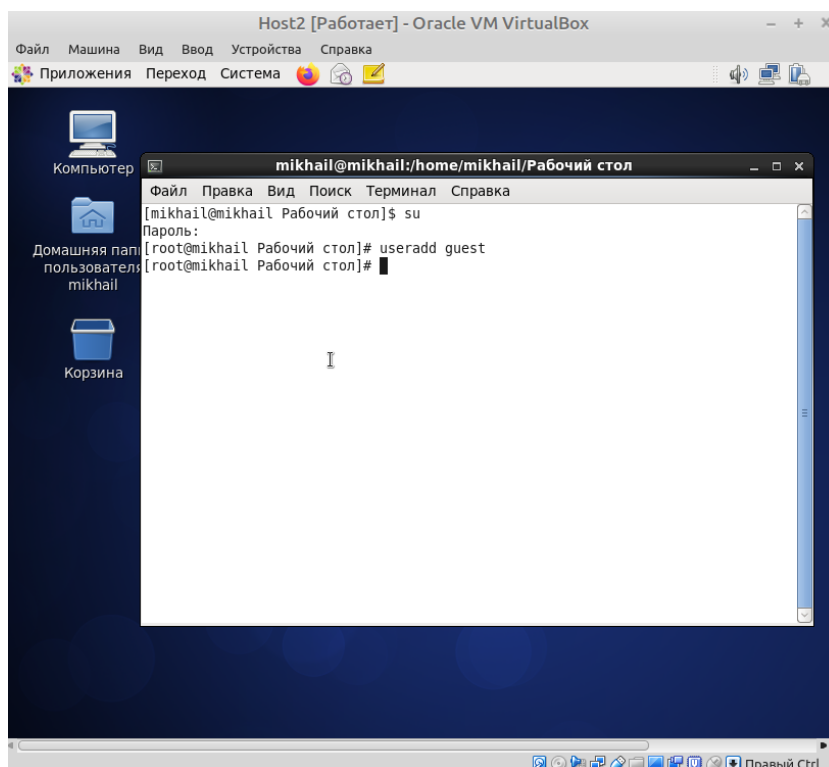 Host2 [Работает] - Oracle VM VirtualBox
Файл Машина Вид Ввод Устройства Справка
Приложения Переход Система
Компьютер
mikhail@mikhail:/home/mikhail/Рабочий стол
Файл Правка Вид Поиск Терминал Справка
[mikhail@mikhail Рабочий стол]$ su
Пароль:
[root@mikhail Рабочий стол]# useradd guest
[root@mikhail Рабочий стол]#
Домашняя пап
пользователя
mikhail
Корзина
Правый Ctrl